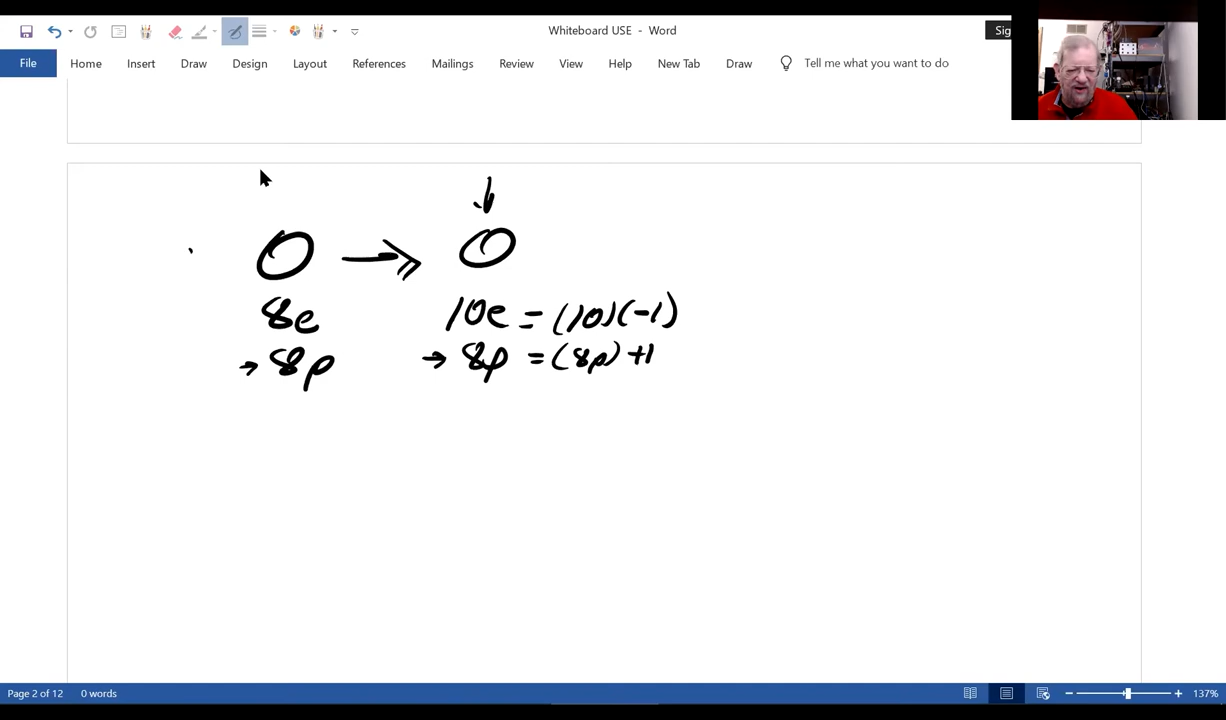 Whiteboard USE - Word
Sig
File Home Insert Draw Design Layout References Mailings Review View Help New Tab Draw Tell me what you want to do
O → O
8e 10e = (10)(-1)
→ 8p → 8p = (8p) +1
Page 2 of 12 0 words 137%